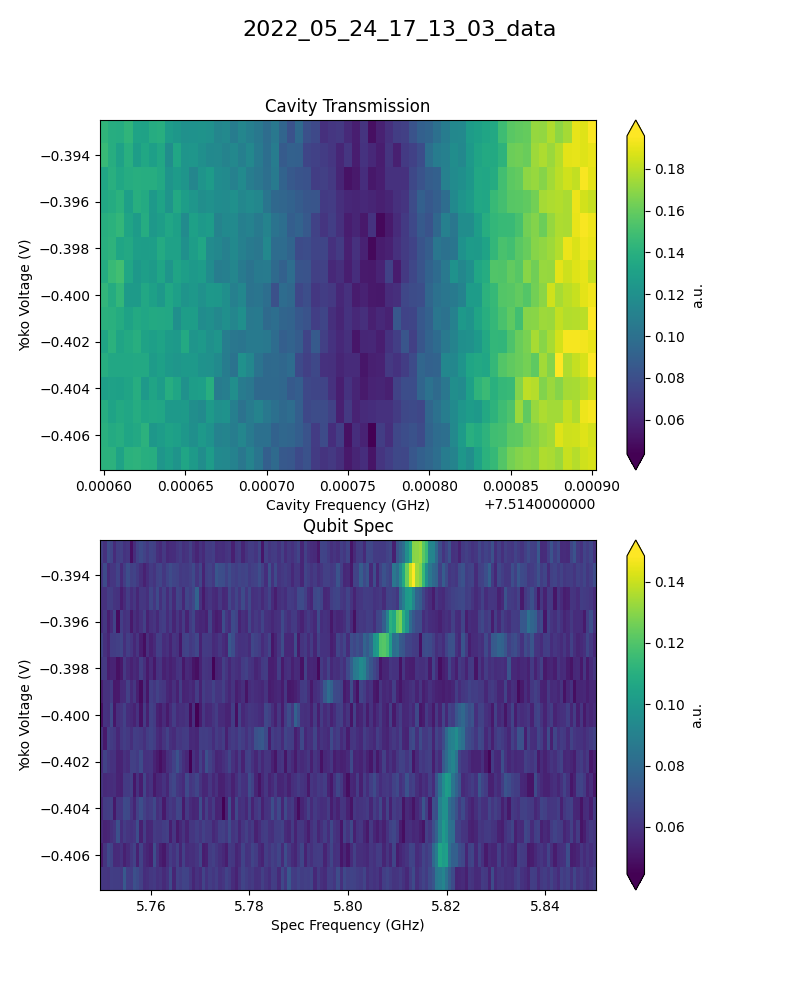 2022_05_24_17_13_03_data
Cavity Transmission
−0.394
−0.396
−0.398
−0.400
−0.402
−0.404
−0.406
Yoko Voltage (V)
0.00060 0.00065 0.00070 0.00075 0.00080 0.00085 0.00090
Cavity Frequency (GHz)
+7.5140000000
0.18
0.16
0.14
0.12
0.10
0.08
0.06
a.u.
Qubit Spec
−0.394
−0.396
−0.398
−0.400
−0.402
−0.404
−0.406
Yoko Voltage (V)
5.76 5.78 5.80 5.82 5.84
Spec Frequency (GHz)
0.14
0.12
0.10
0.08
0.06
a.u.